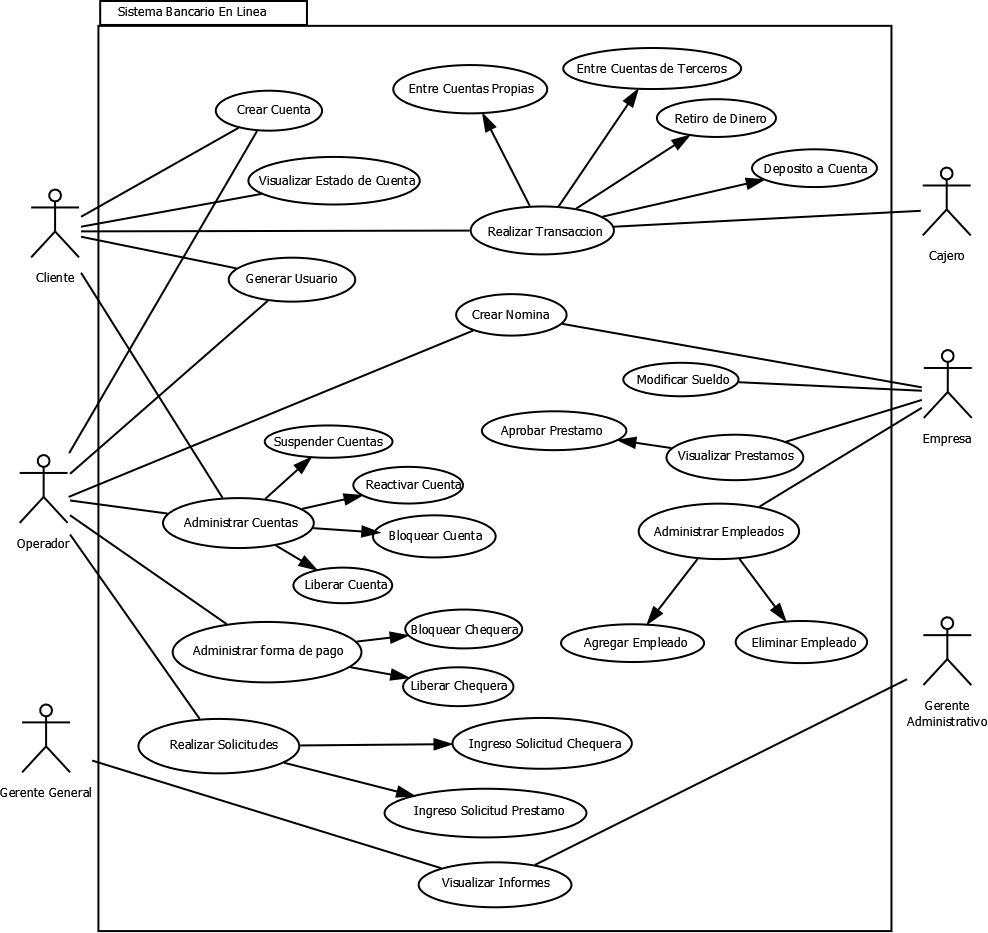 Sistema Bancario En Linea
Entre Cuentas de Terceros
Entre Cuentas Propias
Crear Cuenta
Retiro de Dinero
Deposito a Cuenta
Visualizar Estado de Cuenta
Realizar Transaccion
Cliente
Cajero
Generar Usuario
Crear Nomina
Modificar Sueldo
Empresa
Aprobar Prestamo
Suspender Cuentas
Visualizar Prestamos
Reactivar Cuenta
Administrar Cuentas
Administrar Empleados
Bloquear Cuenta
Operador
Liberar Cuenta
Bloquear Chequera
Agregar Empleado
Eliminar Empleado
Administrar forma de pago
Liberar Chequera
Gerente
Administrativo
Realizar Solicitudes
Ingreso Solicitud Chequera
Gerente General
Ingreso Solicitud Prestamo
Visualizar Informes